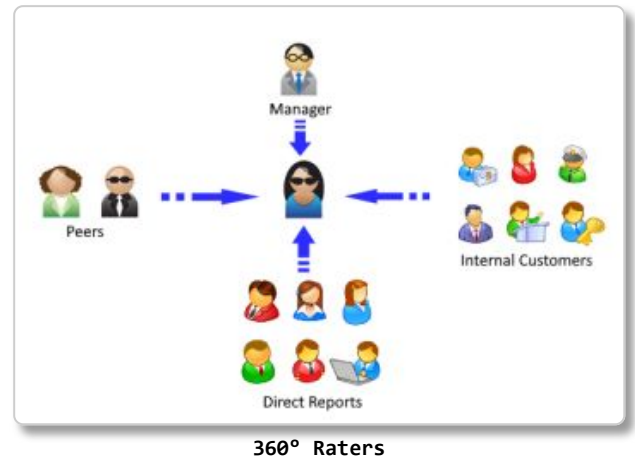 Manager
Peers
Internal Customers
Direct Reports
360° Raters